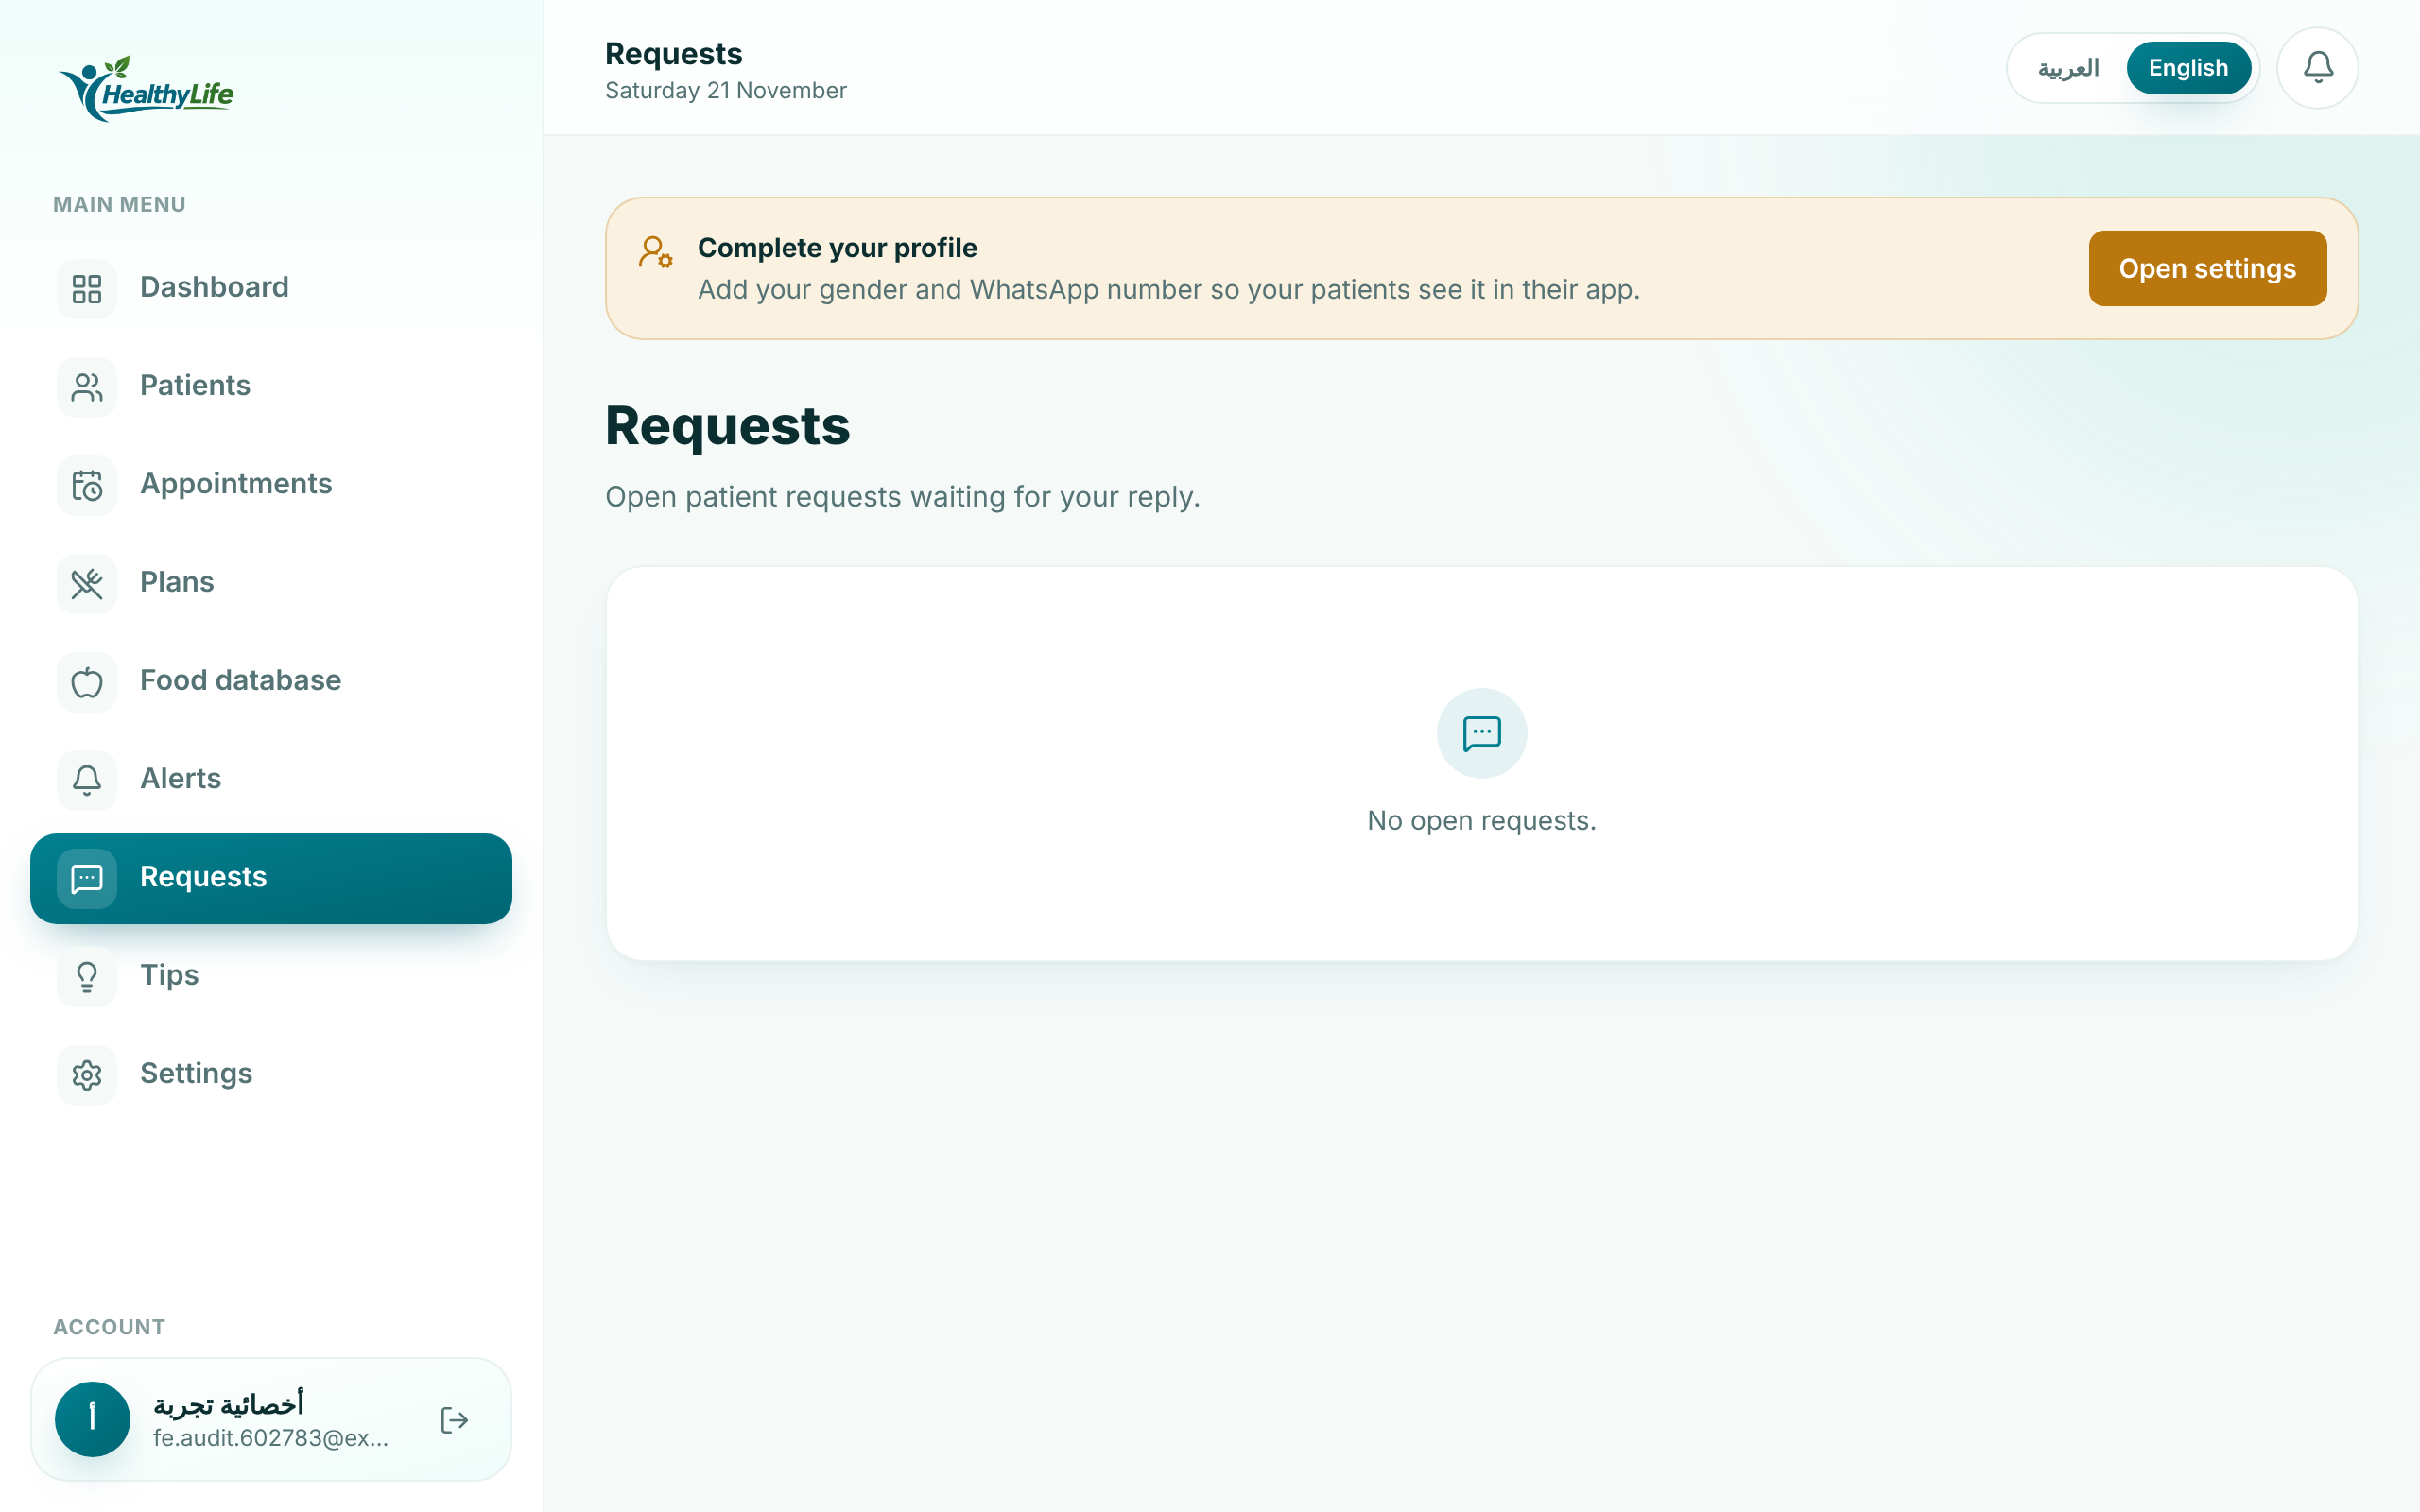 HealthyLife
MAIN MENU
Dashboard
Patients
Appointments
Plans
Food database
Alerts
Requests
Tips
Settings
ACCOUNT
أ
أخصائية تجربة
fe.audit.602783@ex...
Requests
Saturday 21 November
العربية
English
Complete your profile
Add your gender and WhatsApp number so your patients see it in their app.
Open settings
Requests
Open patient requests waiting for your reply.
No open requests.